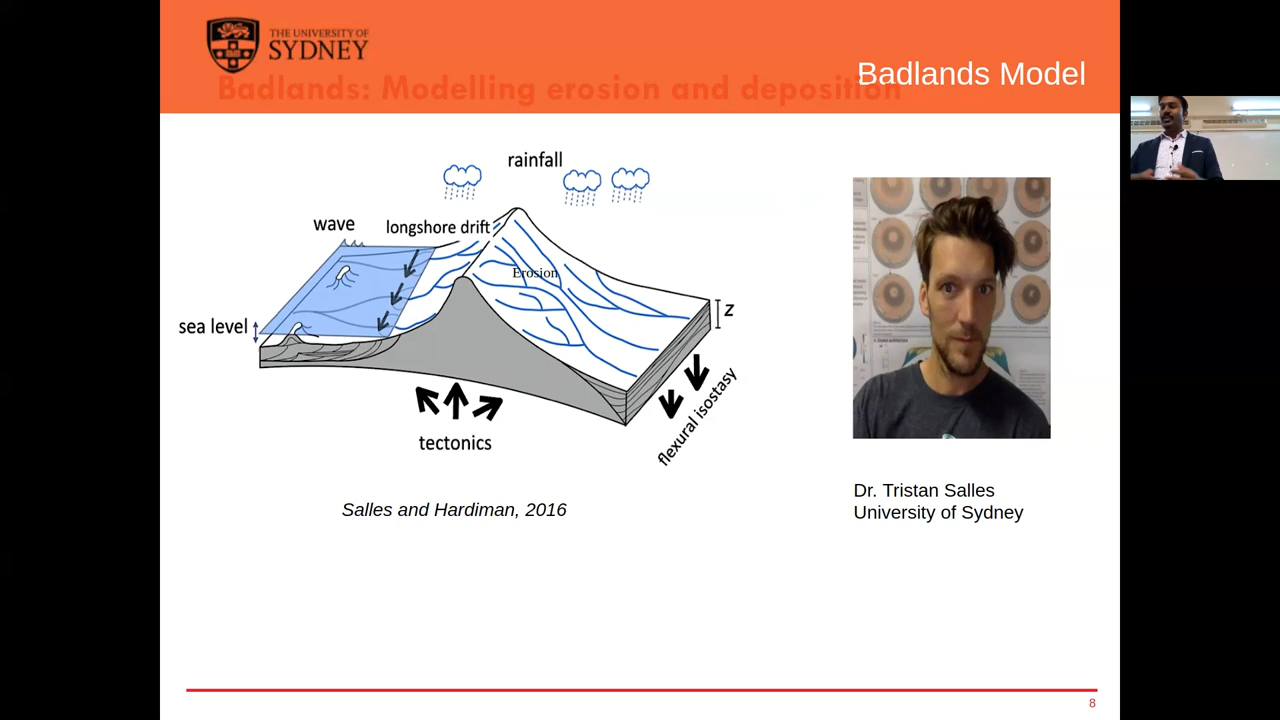 THE UNIVERSITY OF
SYDNEY
Badlands Model
Badlands: Modelling erosion and deposition
rainfall
wave
longshore drift
Erosion
sea level
z
flexural isostasy
tectonics
Salles and Hardiman, 2016
Dr. Tristan Salles
University of Sydney
8